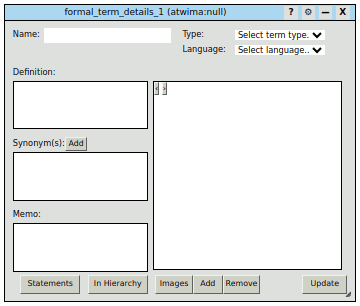 formal_term_details_1 (atwima:null) ? ⚙ — X
Name: Type: Select term type.
Language: Select language..
Definition:
‹ ›
Synonym(s): Add
Memo:
Statements In Hierarchy Images Add Remove Update